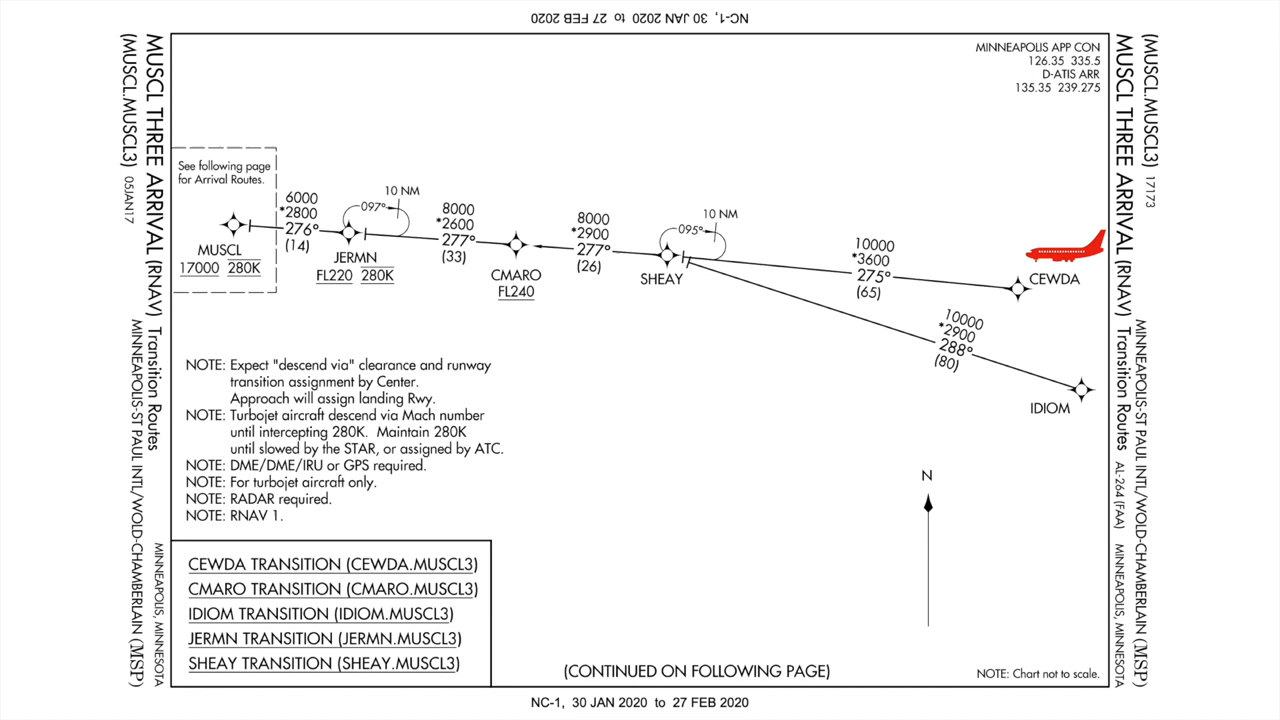 NC-1, 30 JAN 2020 to 27 FEB 2020
(MUSCL.MUSCL3) 05JAN17
MUSCL THREE ARRIVAL (RNAV) Transition Routes
MINNEAPOLIS-ST PAUL INTL/WOLD-CHAMBERLAIN (MSP)
MINNEAPOLIS, MINNESOTA
MINNEAPOLIS APP CON
126.35 335.5
D-ATIS ARR
135.35 239.275
See following page
for Arrival Routes.
MUSCL
17000 280K
6000
*2800
276°
(14)
097°
10 NM
JERMN
FL220 280K
8000
*2600
277°
(33)
CMARO
FL240
8000
*2900
277°
(26)
095°
10 NM
SHEAY
10000
*3600
275°
(65)
CEWDA
10000
*2900
288°
(80)
IDIOM
NOTE: Expect "descend via" clearance and runway
transition assignment by Center.
Approach will assign landing Rwy.
NOTE: Turbojet aircraft descend via Mach number
until intercepting 280K. Maintain 280K
until slowed by the STAR, or assigned by ATC.
NOTE: DME/DME/IRU or GPS required.
NOTE: For turbojet aircraft only.
NOTE: RADAR required.
NOTE: RNAV 1.
N
CEWDA TRANSITION (CEWDA.MUSCL3)
CMARO TRANSITION (CMARO.MUSCL3)
IDIOM TRANSITION (IDIOM.MUSCL3)
JERMN TRANSITION (JERMN.MUSCL3)
SHEAY TRANSITION (SHEAY.MUSCL3)
(CONTINUED ON FOLLOWING PAGE)
NOTE: Chart not to scale.
(MUSCL.MUSCL3) 17173
MUSCL THREE ARRIVAL (RNAV) Transition Routes
AL-264 (FAA)
MINNEAPOLIS-ST PAUL INTL/WOLD-CHAMBERLAIN (MSP)
MINNEAPOLIS, MINNESOTA
NC-1, 30 JAN 2020 to 27 FEB 2020